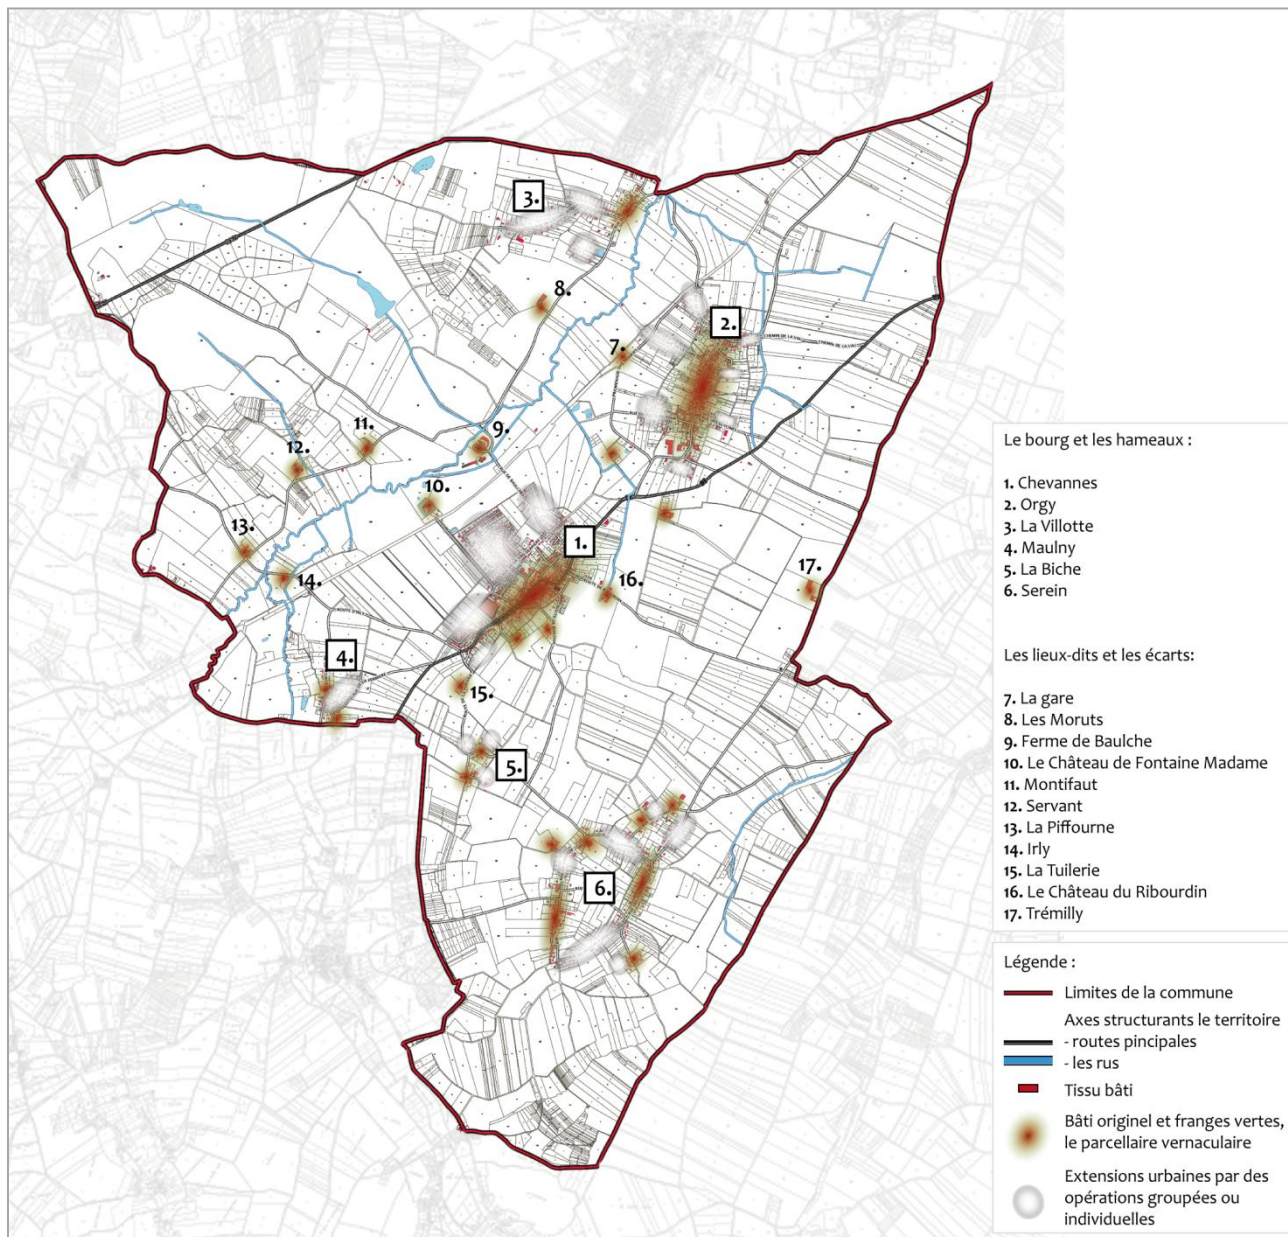 3.
8.
2.
7.
CHEMIN DE LA
11.
9.
12.
10.
13.
1.
14.
16.
17.
4.
15.
5.
6.
Le bourg et les hameaux :
1. Chevannes
2. Orgy
3. La Villotte
4. Maulny
5. La Biche
6. Serein
Les lieux-dits et les écarts:
7. La gare
8. Les Moruts
9. Ferme de Baulche
10. Le Château de Fontaine Madame
11. Montifaut
12. Servant
13. La Piffourne
14. Irly
15. La Tuilerie
16. Le Château du Ribourdin
17. Trémilly
Légende :
Limites de la commune
Axes structurants le territoire
- routes pincipales
- les rus
Tissu bâti
Bâti originel et franges vertes,
le parcellaire vernaculaire
Extensions urbaines par des
opérations groupées ou
individuelles